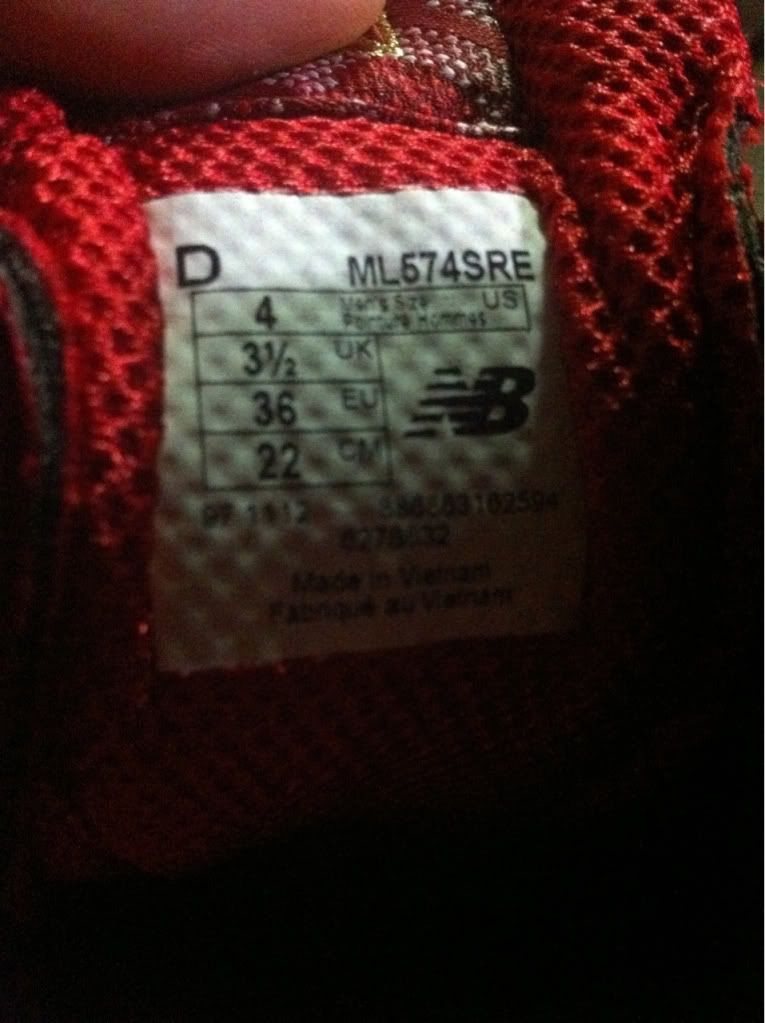 D ML574SRE
4 Men's Size US
Pointure Hommes
3½ UK
36 EU
22 CM
NB
Made in Vietnam
Fabriqué au Vietnam